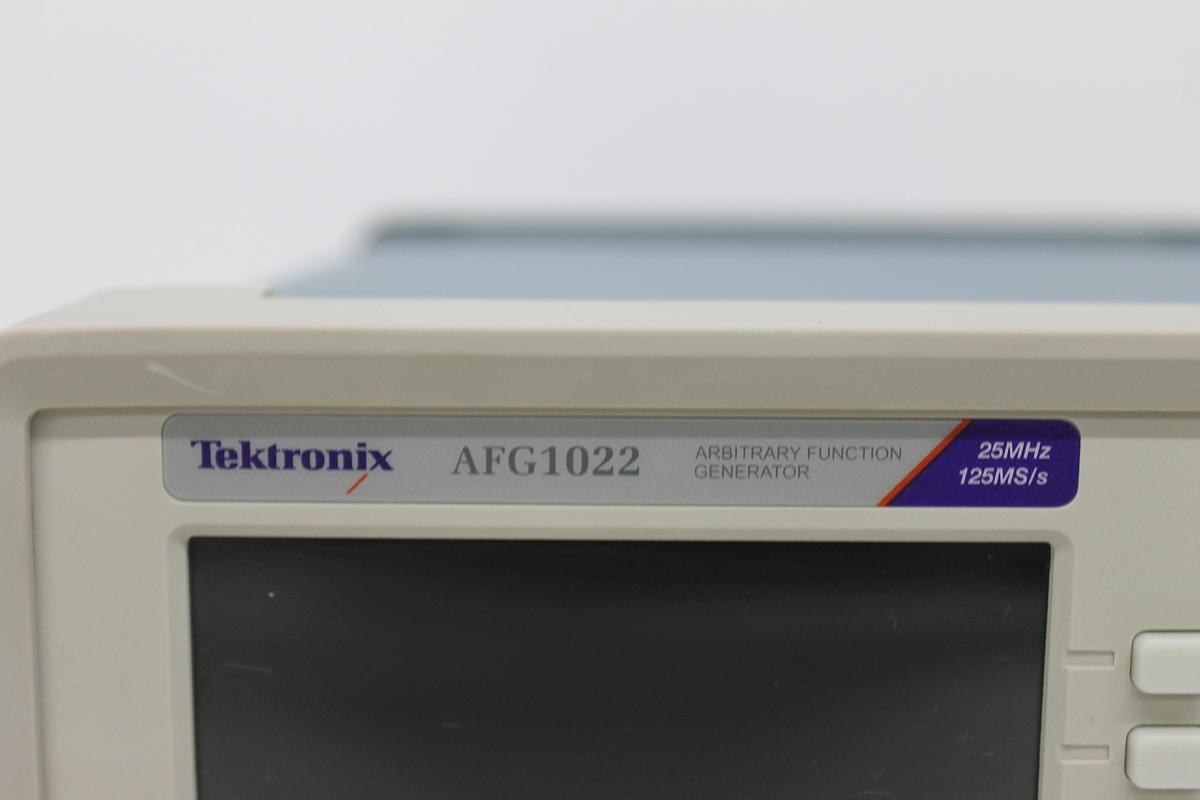 Tektronix AFG1022 ARBITRARY FUNCTION GENERATOR
25MHz
125MS/s